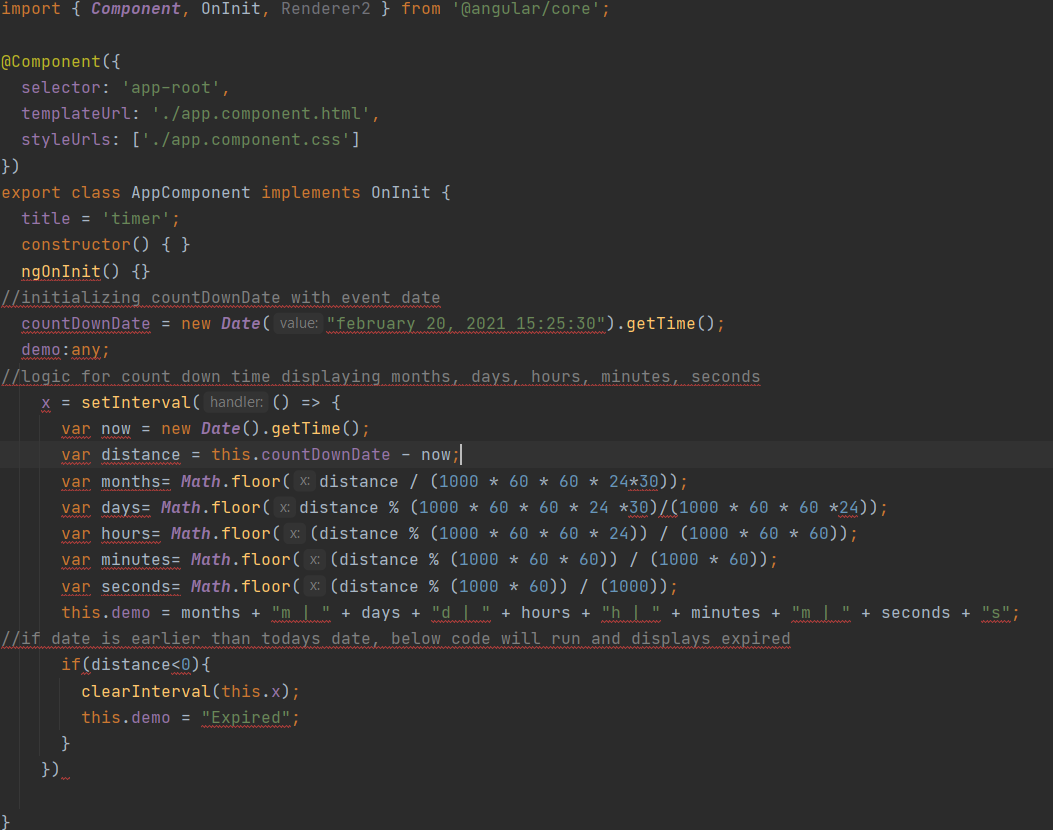 import { Component, OnInit, Renderer2 } from '@angular/core';
@Component({
selector: 'app-root',
templateUrl: './app.component.html',
styleUrls: ['./app.component.css']
})
export class AppComponent implements OnInit {
title = 'timer';
constructor() { }
ngOnInit() {}
//initializing countDownDate with event date
countDownDate = new Date( value: "february 20, 2021 15:25:30").getTime();
demo:any;
//logic for count down time displaying months, days, hours, minutes, seconds
x = setInterval( handler: () => {
var now = new Date().getTime();
var distance = this.countDownDate - now;
var months= Math.floor( x: distance / (1000 * 60 * 60 * 24*30));
var days= Math.floor( x: distance % (1000 * 60 * 60 * 24 *30)/(1000 * 60 * 60 *24));
var hours= Math.floor( x: (distance % (1000 * 60 * 60 * 24)) / (1000 * 60 * 60));
var minutes= Math.floor( x: (distance % (1000 * 60 * 60)) / (1000 * 60));
var seconds= Math.floor( x: (distance % (1000 * 60)) / (1000));
this.demo = months + "m | " + days + "d | " + hours + "h | " + minutes + "m | " + seconds + "s";
//if date is earlier than todays date, below code will run and displays expired
if(distance<0){
clearInterval(this.x);
this.demo = "Expired";
}
})
}